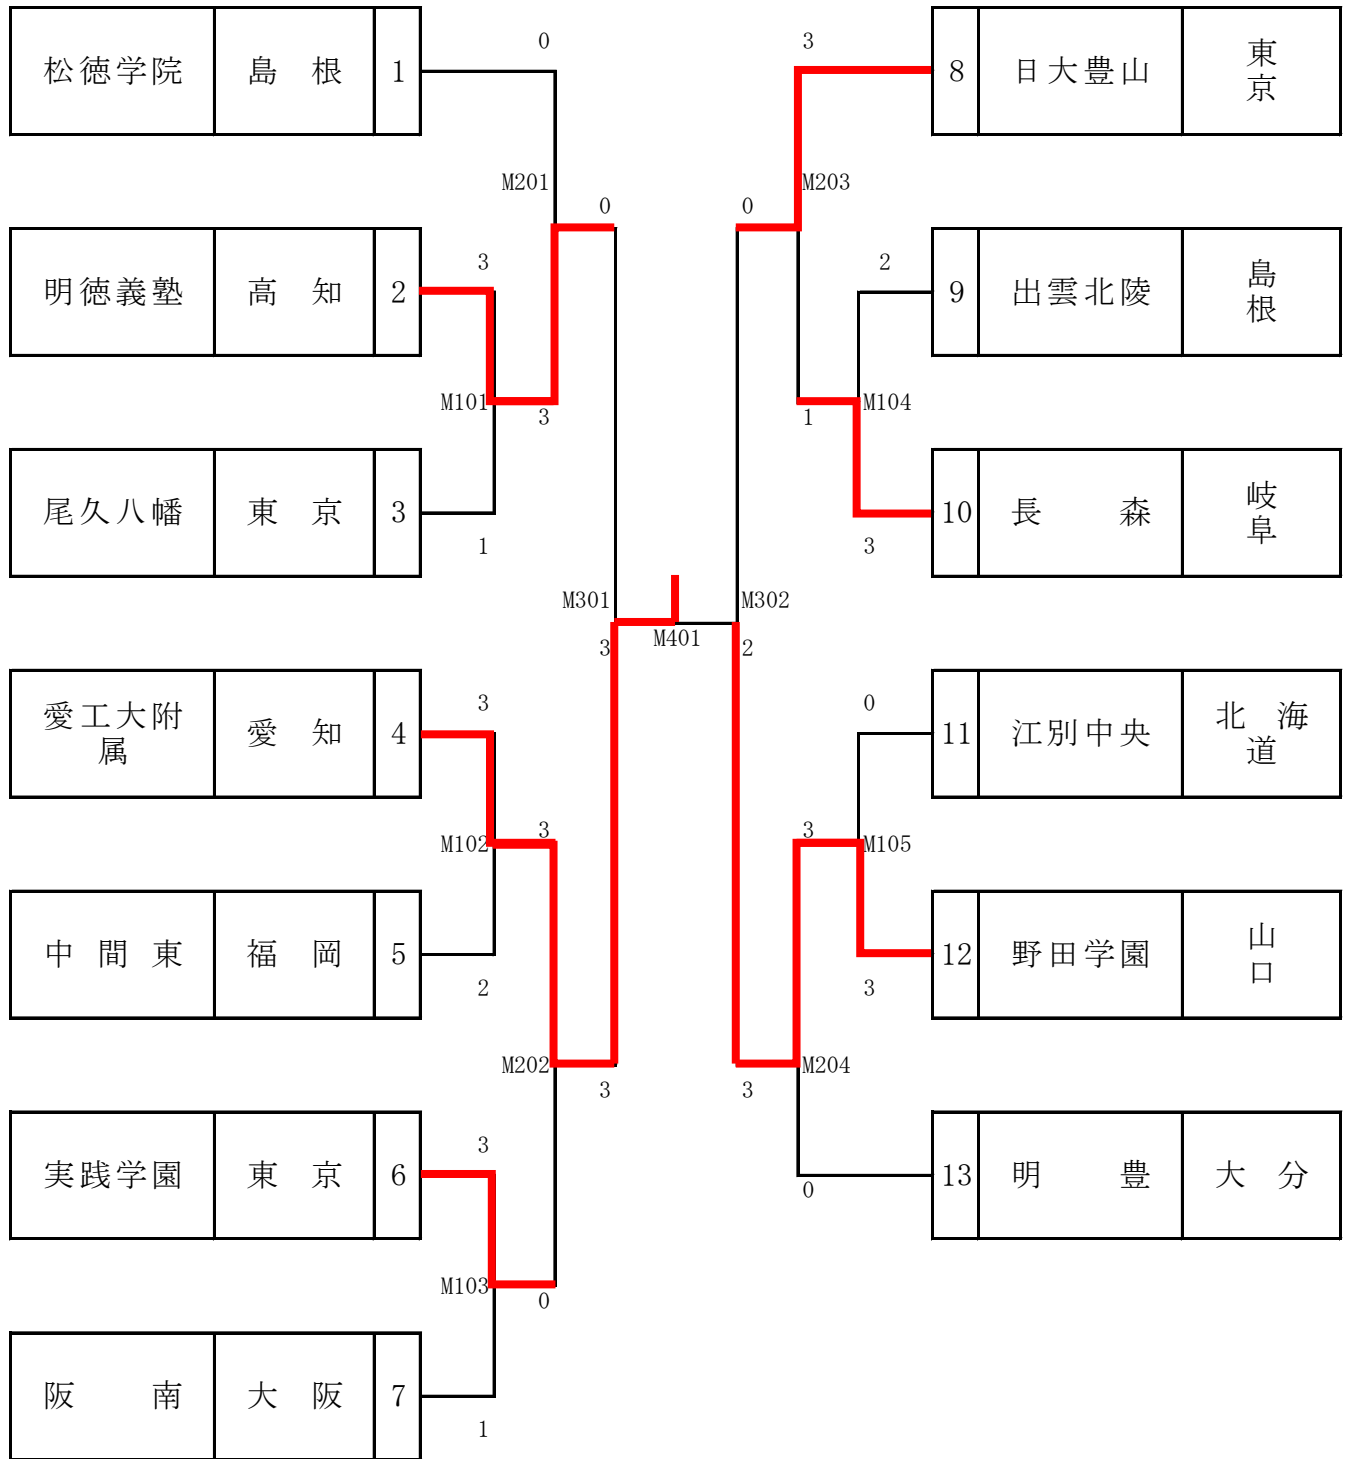 0
3
松徳学院 島根 1
8 日大豊山 東京
M201
M203
0
0
3
2
明徳義塾 高知 2
9 出雲北陵 島根
M101
M104
3
1
尾久八幡 東京 3
10 長森 岐阜
1
3
M301
M302
M401
3
2
3
0
愛工大附
属
愛知 4
11 江別中央 北海
道
3
3
M102
M105
中間東 福岡 5
12 野田学園 山口
2
3
M202
M204
3
3
3
実践学園 東京 6
13 明豊 大分
0
M103
0
阪南 大阪 7
1